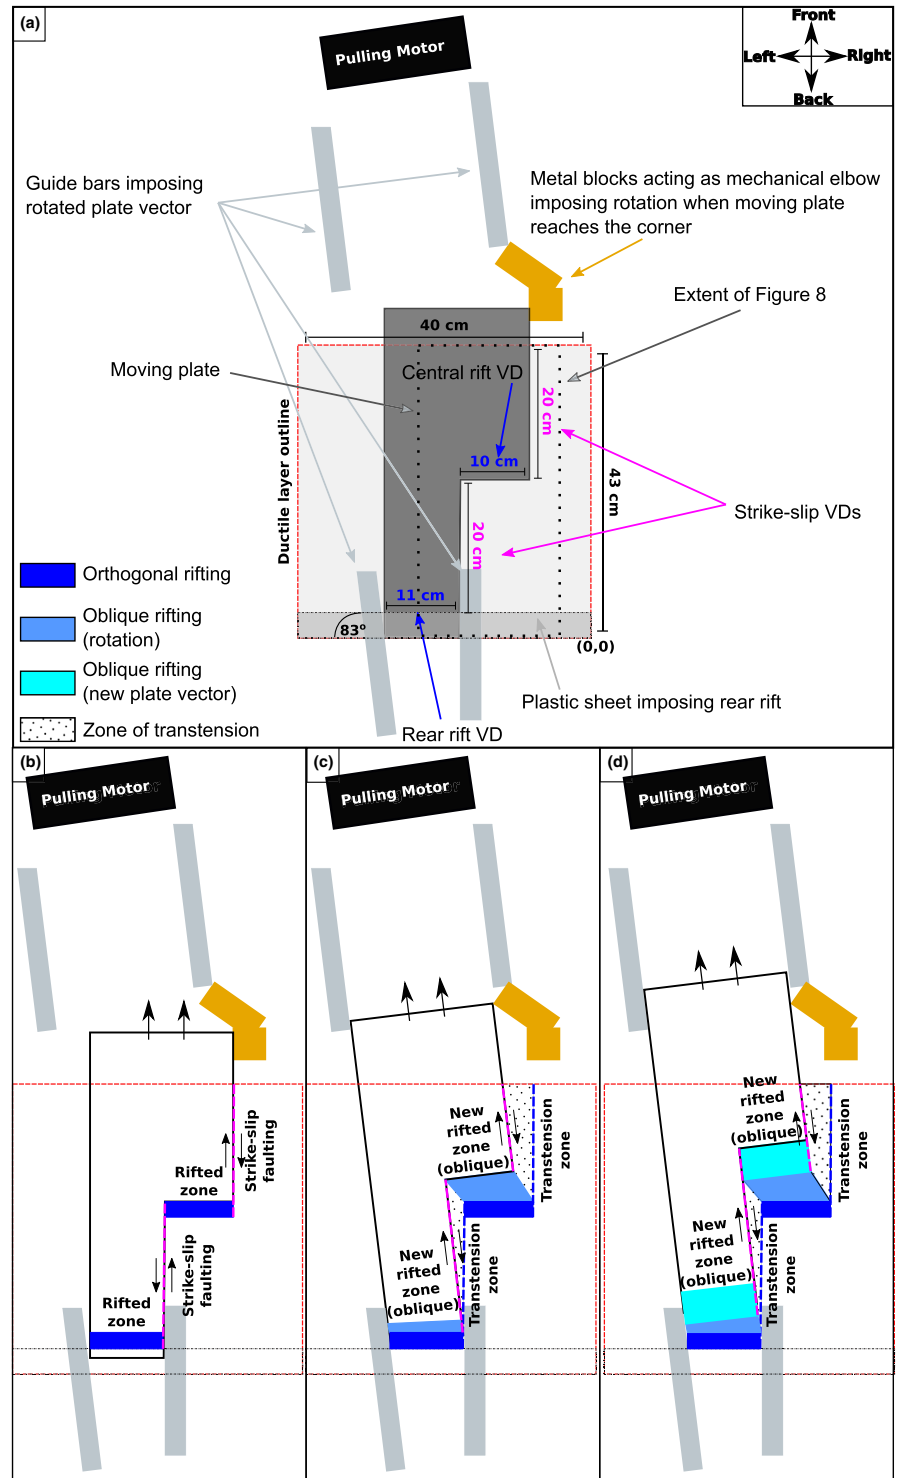 (a)
Pulling Motor
Front
Left
Right
Back
Guide bars imposing
rotated plate vector
Metal blocks acting as mechanical elbow
imposing rotation when moving plate
reaches the corner
Extent of Figure 8
40 cm
Moving plate
Central rift VD
20 cm
Ductile layer outline
10 cm
43 cm
Strike-slip VDs
20 cm
Orthogonal rifting
11 cm
Oblique rifting
(rotation)
83º
(0,0)
Oblique rifting
(new plate vector)
Plastic sheet imposing rear rift
Zone of transtension
Rear rift VD
(b)
Pulling Motor
Rifted
zone
Strike-slip
faulting
Rifted
zone
Strike-slip
faulting
(c)
Pulling Motor
New
rifted
zone
(oblique)
Transtension
zone
New
rifted
zone
(oblique)
Transtension
zone
(d)
Pulling Motor
New
rifted
zone
(oblique)
Transtension
zone
New
rifted
zone
(oblique)
Transtension
zone